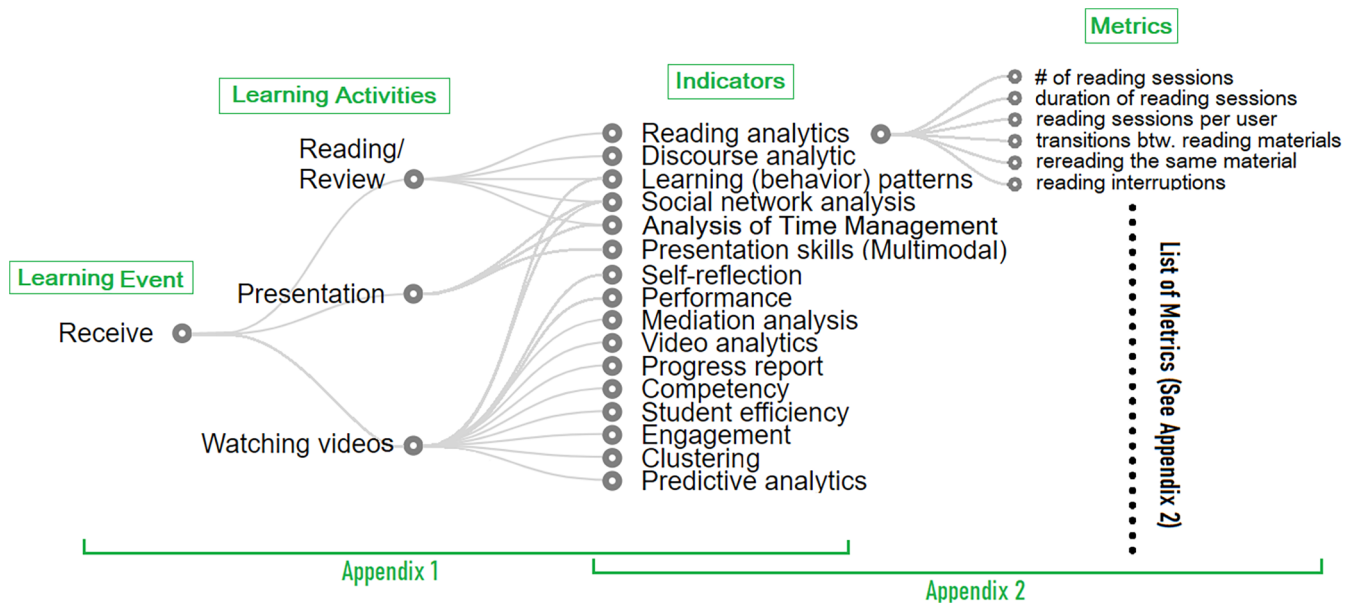 Metrics
Learning Activities
Indicators
# of reading sessions
duration of reading sessions
reading sessions per user
transitions btw. reading materials
rereading the same material
reading interruptions
Reading/
Review
Reading analytics
Discourse analytic
Learning (behavior) patterns
Social network analysis
Analysis of Time Management
Presentation skills (Multimodal)
Self-reflection
Performance
Mediation analysis
Video analytics
Progress report
Competency
Student efficiency
Engagement
Clustering
Predictive analytics
Learning Event
Presentation
Receive
Watching videos
List of Metrics (See Appendix 2)
Appendix 1
Appendix 2